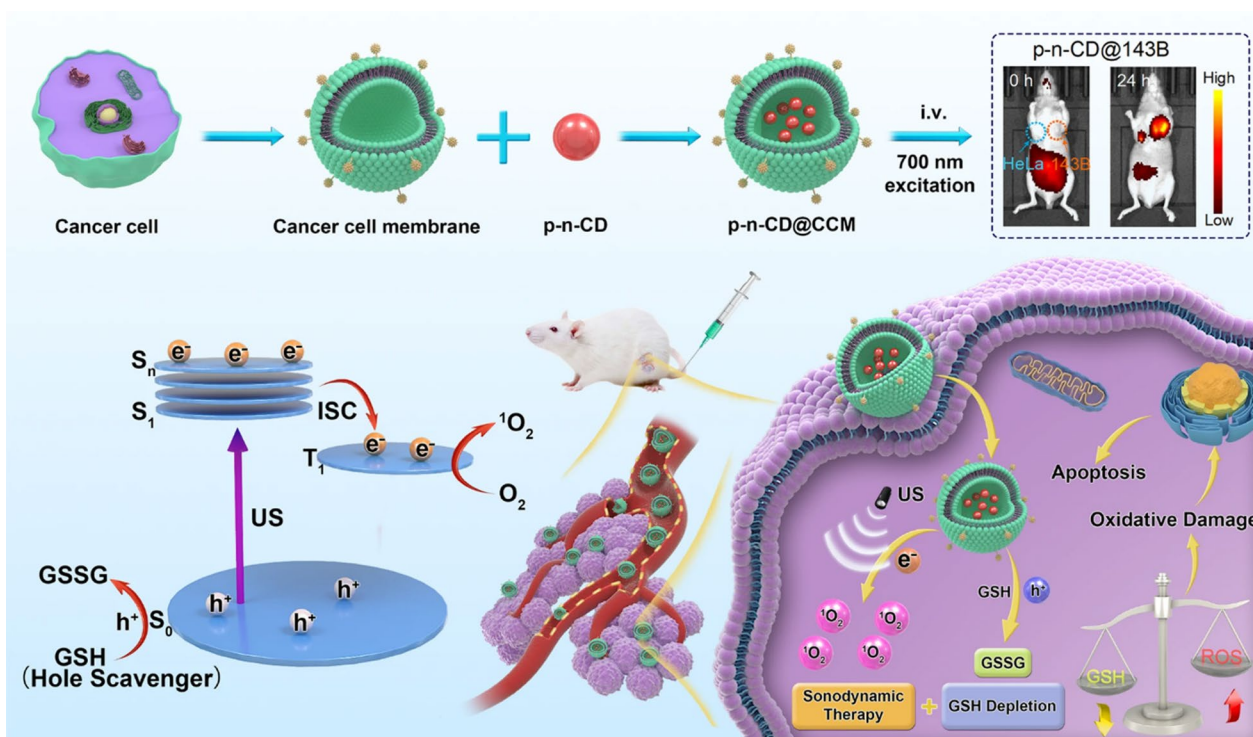 p-n-CD@143B
0 h
24 h
High
Low
HeLa
143B
i.v.
700 nm
excitation
Cancer cell
Cancer cell membrane
p-n-CD
p-n-CD@CCM
e⁻ e⁻ e⁻
Sₙ
S₁
ISC
e⁻ e⁻
T₁
¹O₂
O₂
US
GSSG
h⁺
S₀
GSH
(Hole Scavenger)
h⁺ h⁺ h⁺
US
e⁻
¹O₂
¹O₂
¹O₂
¹O₂
GSH
h⁺
GSSG
Sonodynamic
Therapy
+
GSH Depletion
Apoptosis
Oxidative Damage
GSH
ROS